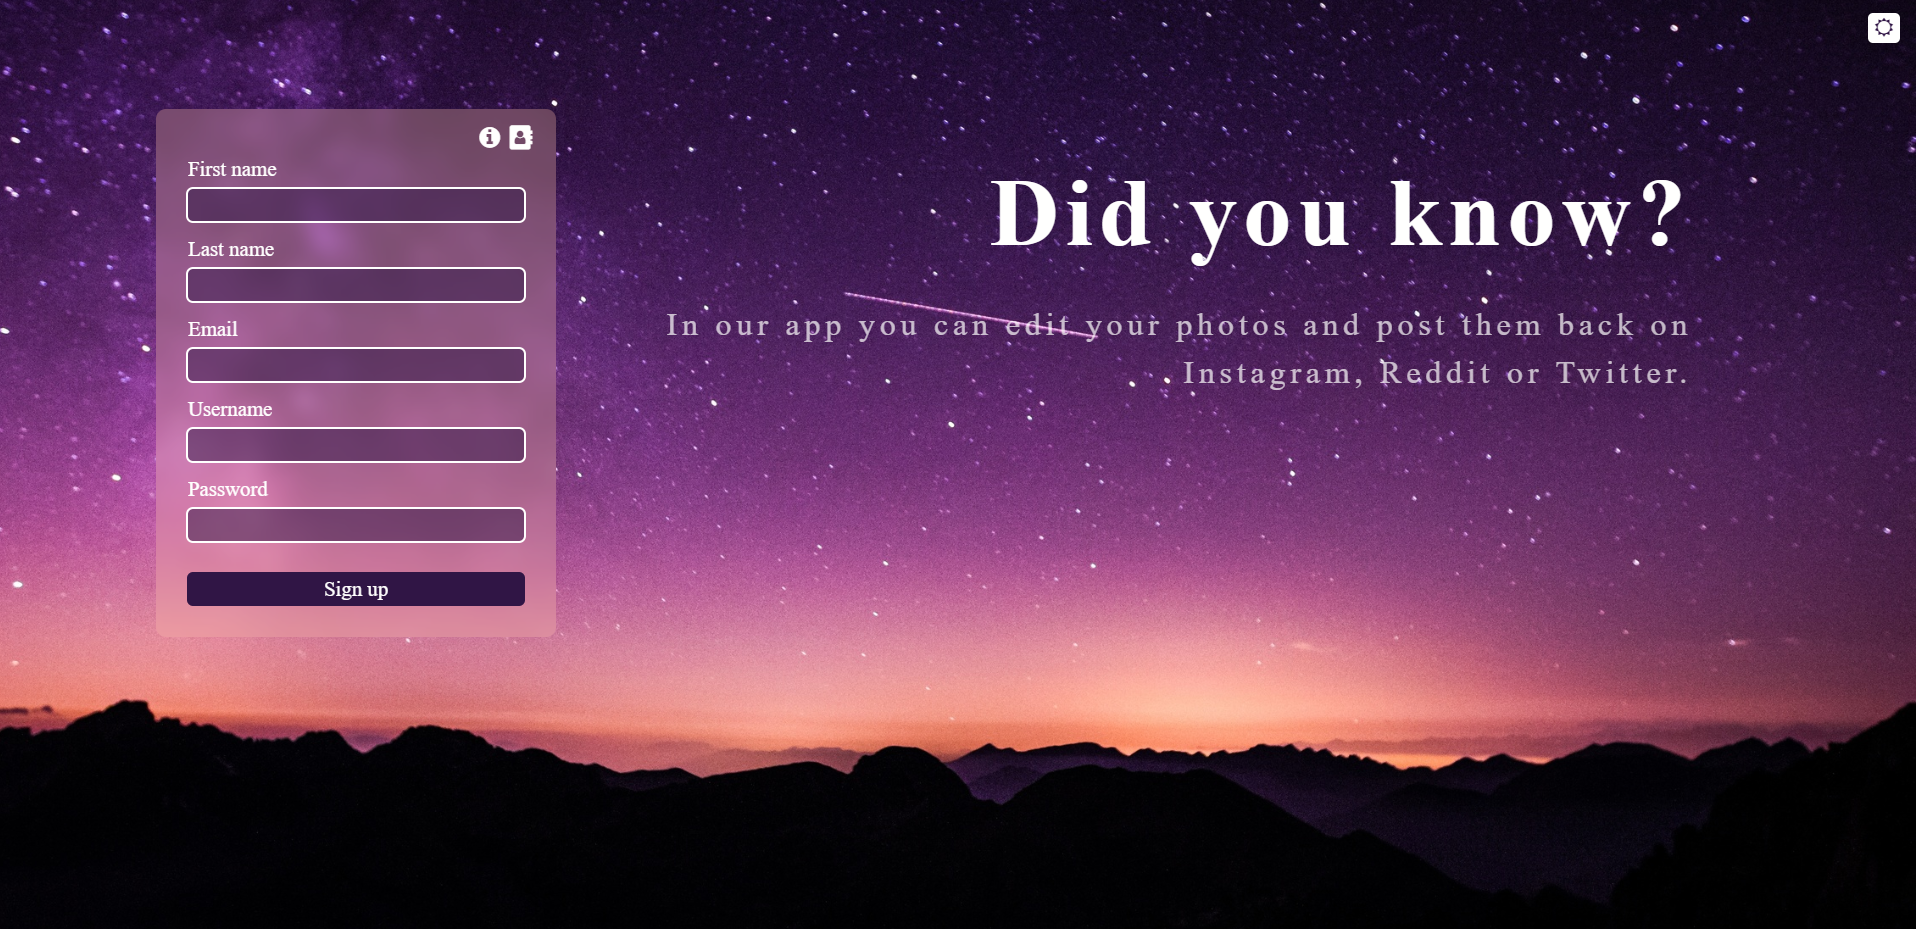 First name
Last name
Email
Username
Password
Sign up
Did you know?
In our app you can edit your photos and post them back on
Instagram, Reddit or Twitter.